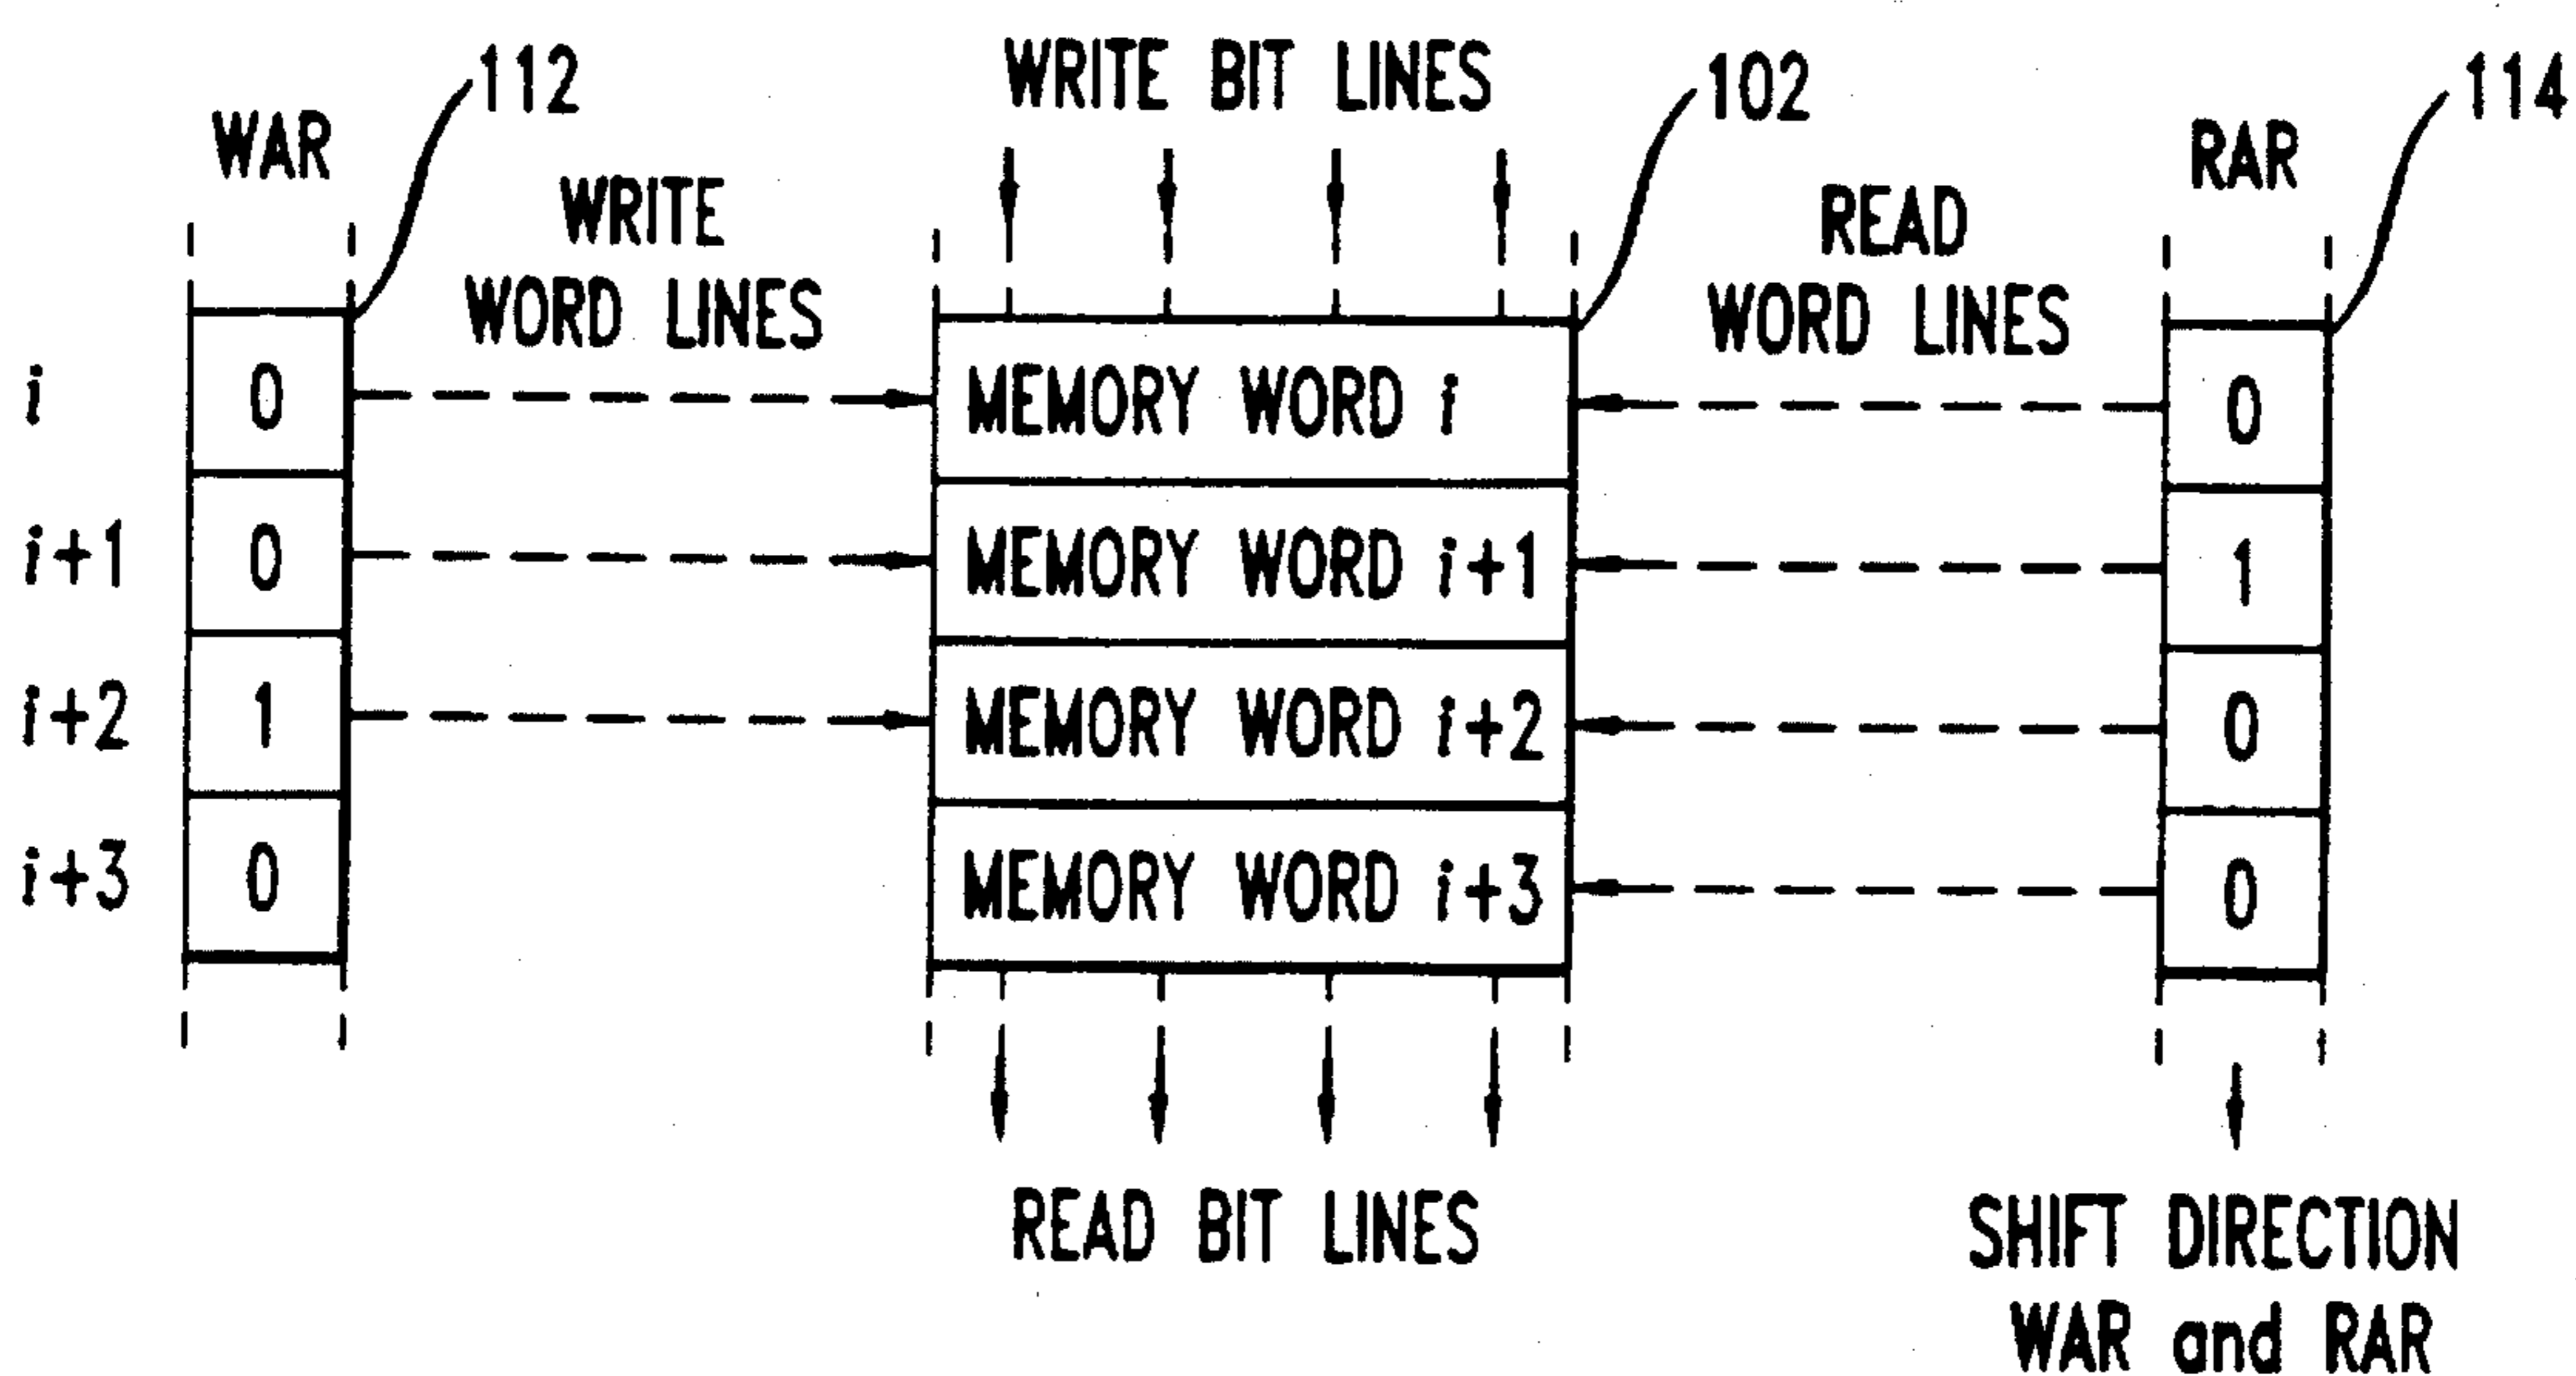 WAR
112
WRITE BIT LINES
102
RAR
114
WRITE
WORD LINES
READ
WORD LINES
i 0 MEMORY WORD i 0
i+1 0 MEMORY WORD i+1 1
i+2 1 MEMORY WORD i+2 0
i+3 0 MEMORY WORD i+3 0
READ BIT LINES
SHIFT DIRECTION
WAR and RAR